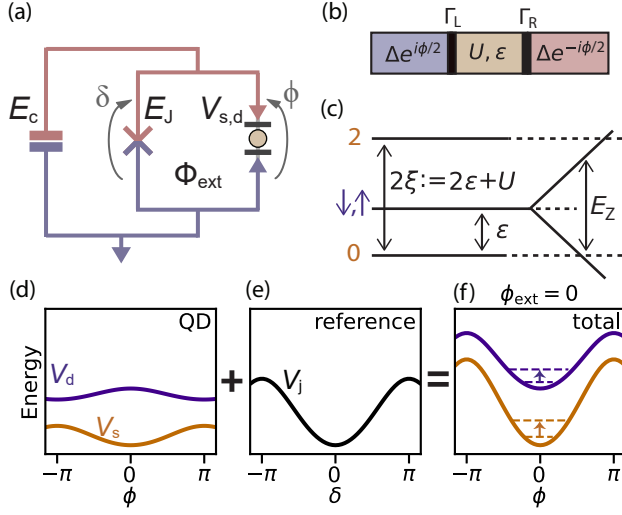 (a)
δ
ϕ
E_c
E_J
V_{s,d}
Φ_ext
(b)
Γ_L
Γ_R
Δe^{iϕ/2}
U, ε
Δe^{-iϕ/2}
(c)
2
2ξ:=2ε+U
↓,↑
ε
E_Z
0
(d)
QD
V_d
V_s
Energy
−π
0
π
ϕ
+
(e)
reference
V_j
−π
0
π
δ
=
(f)
ϕ_ext = 0
total
−π
0
π
ϕ